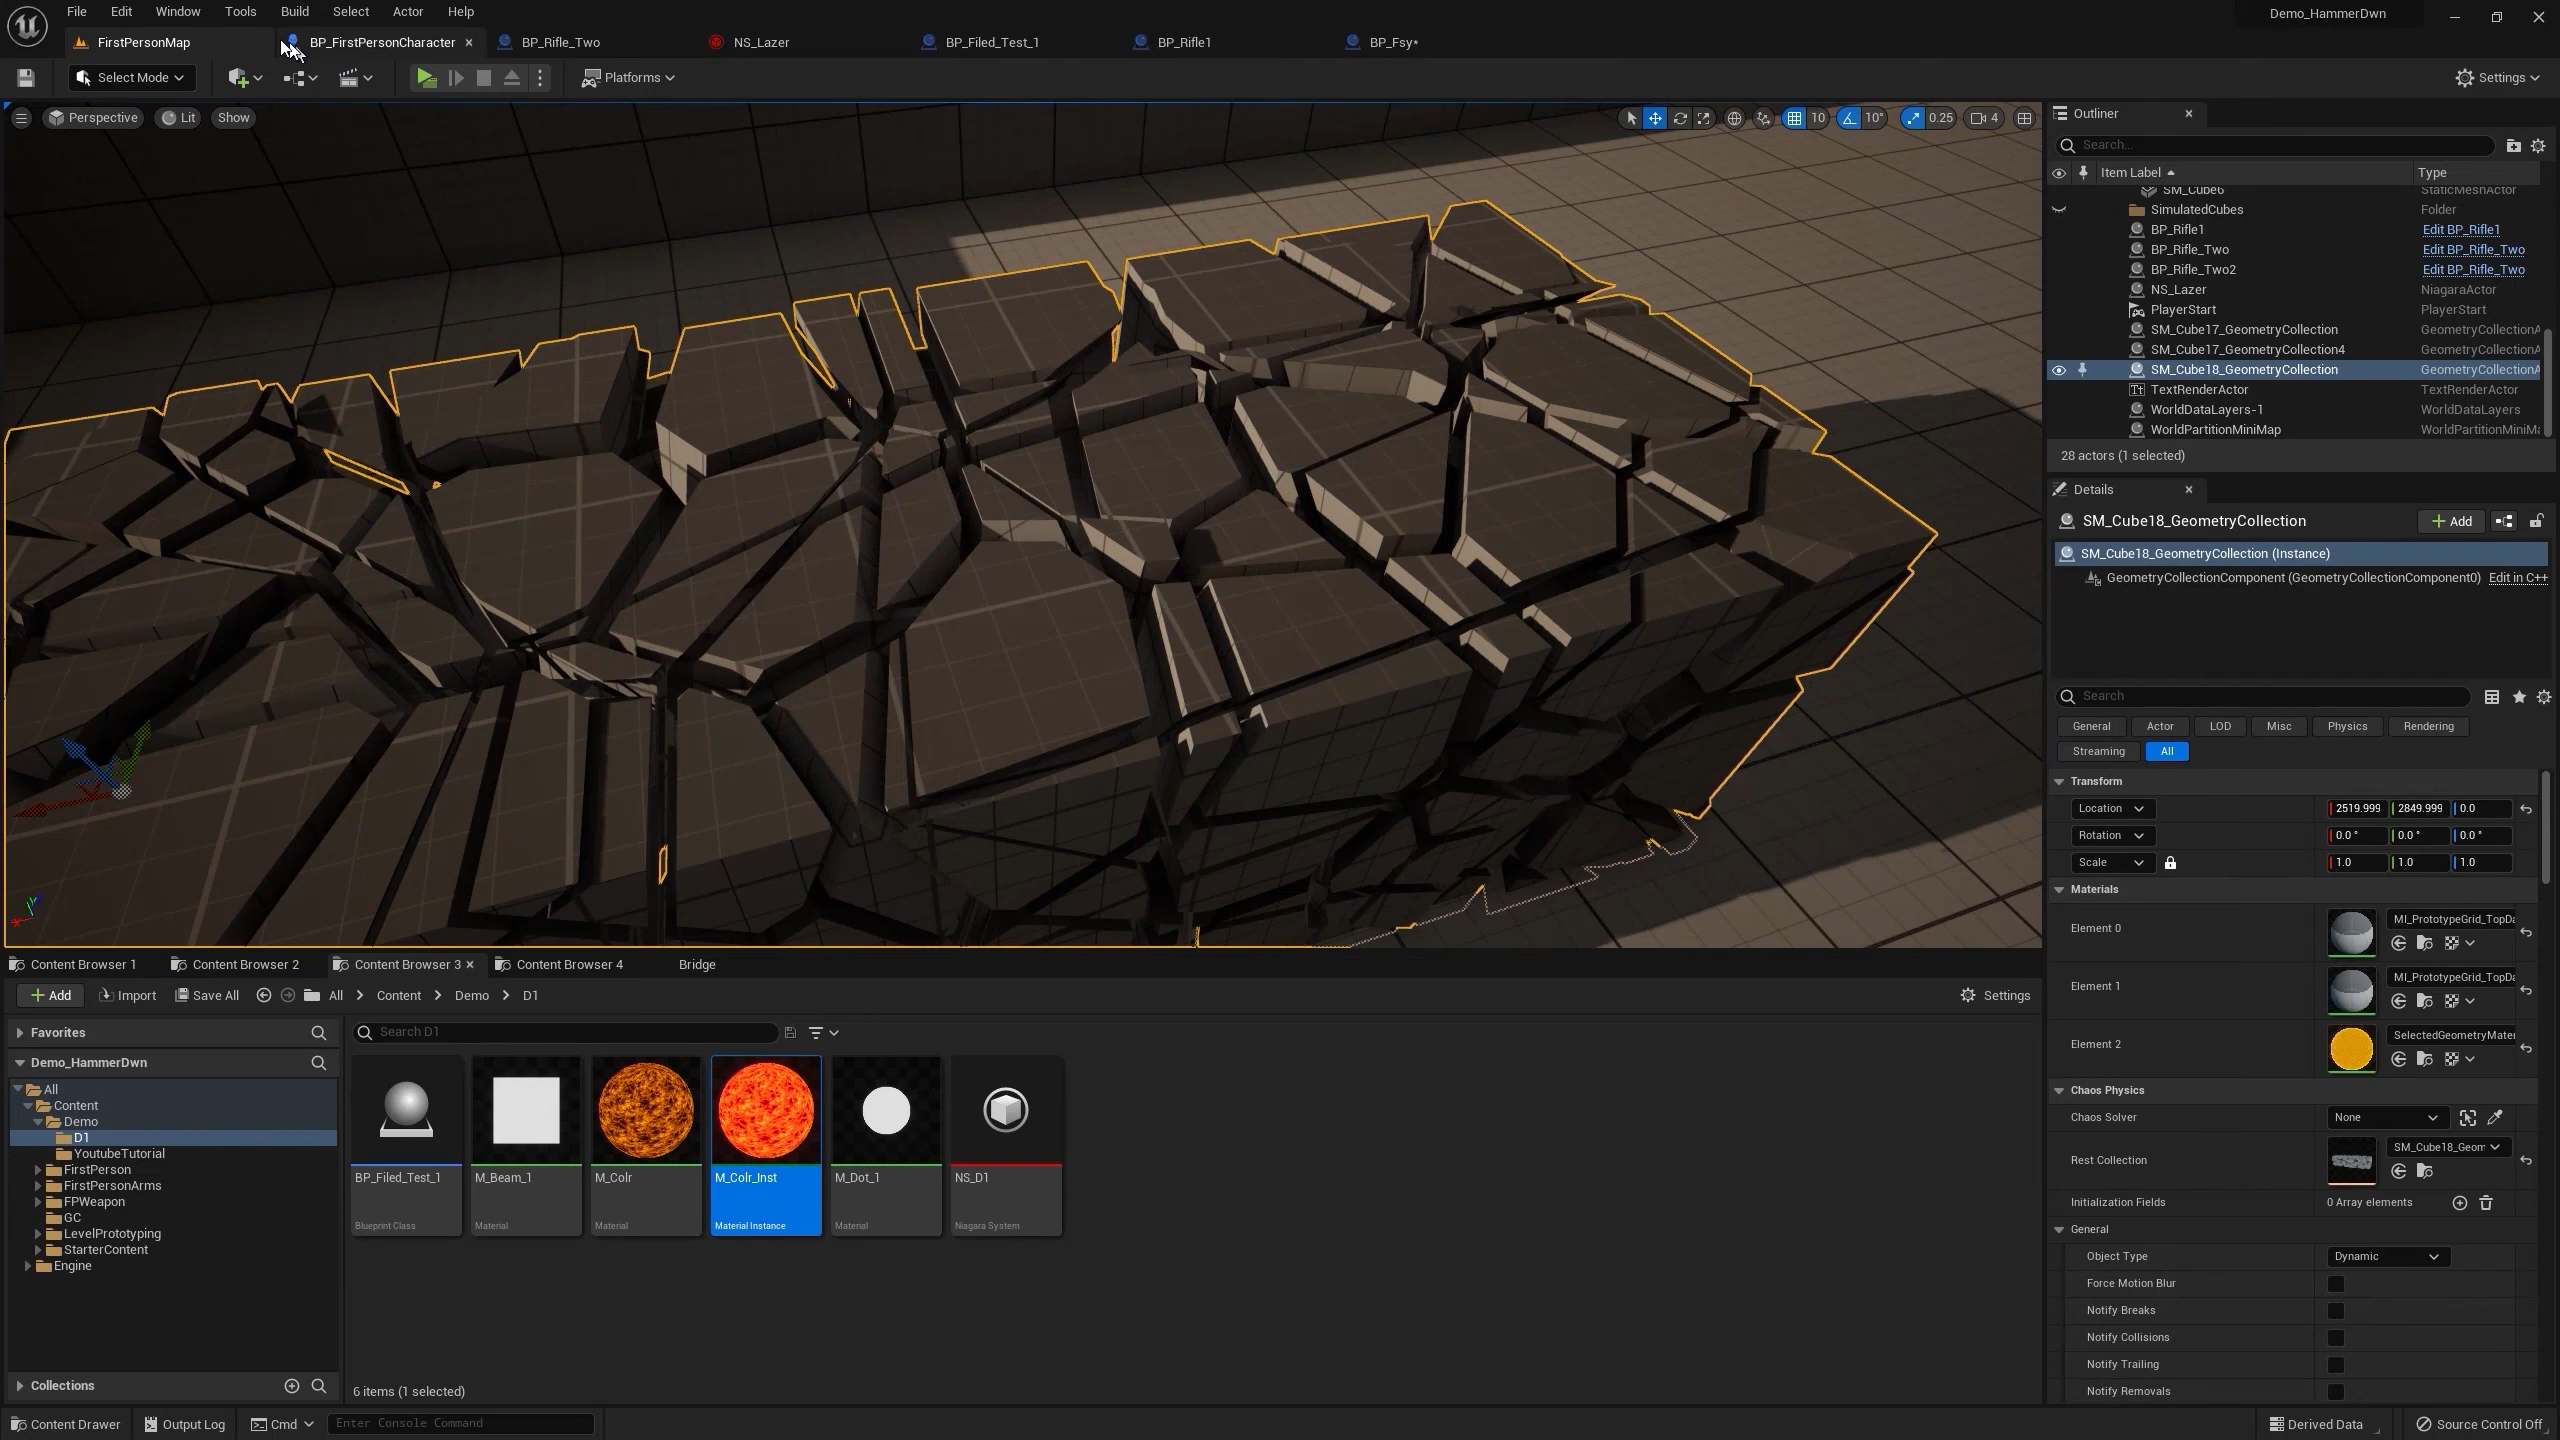 File Edit Window Tools Build Select Actor Help
Demo_HammerDwn
FirstPersonMap
BP_FirstPersonCharacter
BP_Rifle_Two
NS_Lazer
BP_Filed_Test_1
BP_Rifle1
BP_Fsy*
Select Mode
Platforms
Settings
Perspective
Lit
Show
10
10°
0.25
4
Outliner
Search...
Item Label
Type
SM_Cube6 StaticMeshActor
SimulatedCubes Folder
BP_Rifle1 Edit BP_Rifle1
BP_Rifle_Two Edit BP_Rifle_Two
BP_Rifle_Two2 Edit BP_Rifle_Two
NS_Lazer NiagaraActor
PlayerStart PlayerStart
SM_Cube17_GeometryCollection GeometryCollectionA
SM_Cube17_GeometryCollection4 GeometryCollectionA
SM_Cube18_GeometryCollection GeometryCollectionA
TextRenderActor TextRenderActor
WorldDataLayers-1 WorldDataLayers
WorldPartitionMiniMap WorldPartitionMiniMa
28 actors (1 selected)
Details
SM_Cube18_GeometryCollection
Add
SM_Cube18_GeometryCollection (Instance)
GeometryCollectionComponent (GeometryCollectionComponent0) Edit in C++
Search
General Actor LOD Misc Physics Rendering
Streaming All
Transform
Location 2519.999 2849.999 0.0
Rotation 0.0 ° 0.0 ° 0.0 °
Scale 1.0 1.0 1.0
Materials
Element 0 MI_PrototypeGrid_TopDa
Element 1 MI_PrototypeGrid_TopDa
Element 2 SelectedGeometryMater
Chaos Physics
Chaos Solver None
Rest Collection SM_Cube18_Geom
Initialization Fields 0 Array elements
General
Object Type Dynamic
Force Motion Blur
Notify Breaks
Notify Collisions
Notify Trailing
Notify Removals
Content Browser 1
Content Browser 2
Content Browser 3
Content Browser 4
Bridge
Add Import Save All All Content Demo D1 Settings
Favorites
Demo_HammerDwn
All
Content
Demo
D1
YoutubeTutorial
FirstPerson
FirstPersonArms
FPWeapon
GC
LevelPrototyping
StarterContent
Engine
Collections
Search D1
BP_Filed_Test_1
Blueprint Class
M_Beam_1
Material
M_Colr
Material
M_Colr_Inst
Material Instance
M_Dot_1
Material
NS_D1
Niagara System
6 items (1 selected)
Content Drawer Output Log Cmd Enter Console Command
Derived Data Source Control Off